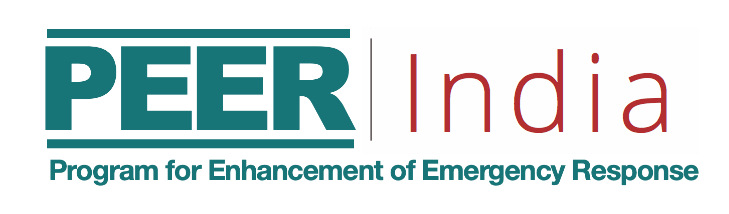 PEER India
Program for Enhancement of Emergency Response